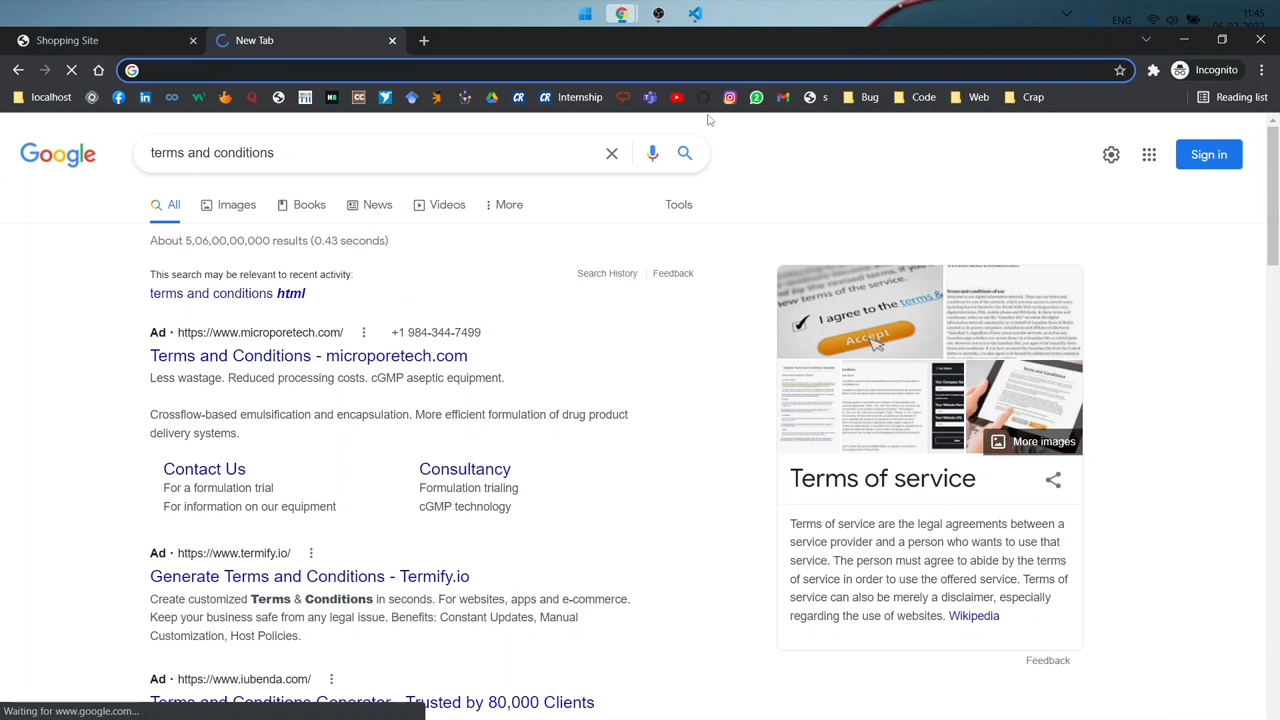 11:45
ENG
Shopping Site
New Tab
Incognito
localhost
Internship
s
Bug
Code
Web
Crap
Reading list
Google
terms and conditions
Sign in
All
Images
Books
News
Videos
More
Tools
About 5,06,00,00,000 results (0.43 seconds)
This search may be relevant to recent activity:
Search History
Feedback
terms and conditions html
Ad · https://www.microporetech.com/ +1 984-344-7499
Terms and Conditions - microporetech.com
Less wastage. Reduced processing costs. cGMP aseptic equipment.
Cross-flow based emulsification and encapsulation. More efficient formulation of drug product
delivery systems.
Contact Us
For a formulation trial
For information on our equipment
Consultancy
Formulation trialing
cGMP technology
Ad · https://www.termify.io/
Generate Terms and Conditions - Termify.io
Create customized Terms & Conditions in seconds. For websites, apps and e-commerce.
Keep your business safe from any legal issue. Benefits: Constant Updates, Manual
Customization, Host Policies.
Ad · https://www.iubenda.com/
Terms and Conditions Generator - Trusted by 80,000 Clients
new terms of the service.
I agree to the terms &
Accept
More images
Terms of service
Terms of service are the legal agreements between a
service provider and a person who wants to use that
service. The person must agree to abide by the terms
of service in order to use the offered service. Terms of
service can also be merely a disclaimer, especially
regarding the use of websites. Wikipedia
Feedback
Waiting for www.google.com...